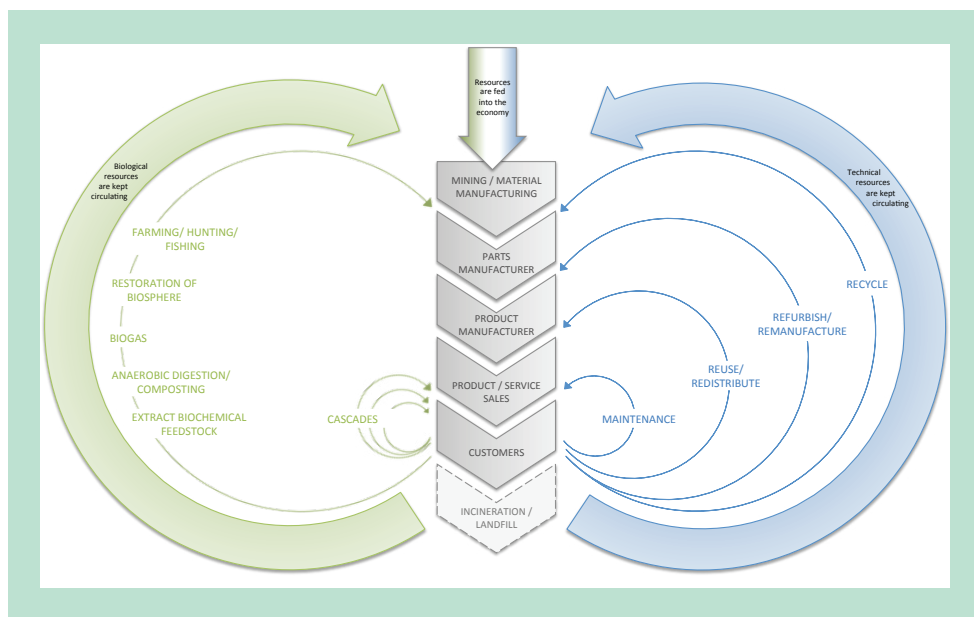 Resources
are fed
into the
economy
Biological
resources
are kept
circulating
Technical
resources
are kept
circulating
MINING / MATERIAL
MANUFACTURING
PARTS
MANUFACTURER
PRODUCT
MANUFACTURER
PRODUCT / SERVICE
SALES
CUSTOMERS
INCINERATION /
LANDFILL
FARMING/ HUNTING/
FISHING
RESTORATION OF
BIOSPHERE
BIOGAS
ANAEROBIC DIGESTION/
COMPOSTING
EXTRACT BIOCHEMICAL
FEEDSTOCK
CASCADES
MAINTENANCE
REUSE/
REDISTRIBUTE
REFURBISH/
REMANUFACTURE
RECYCLE